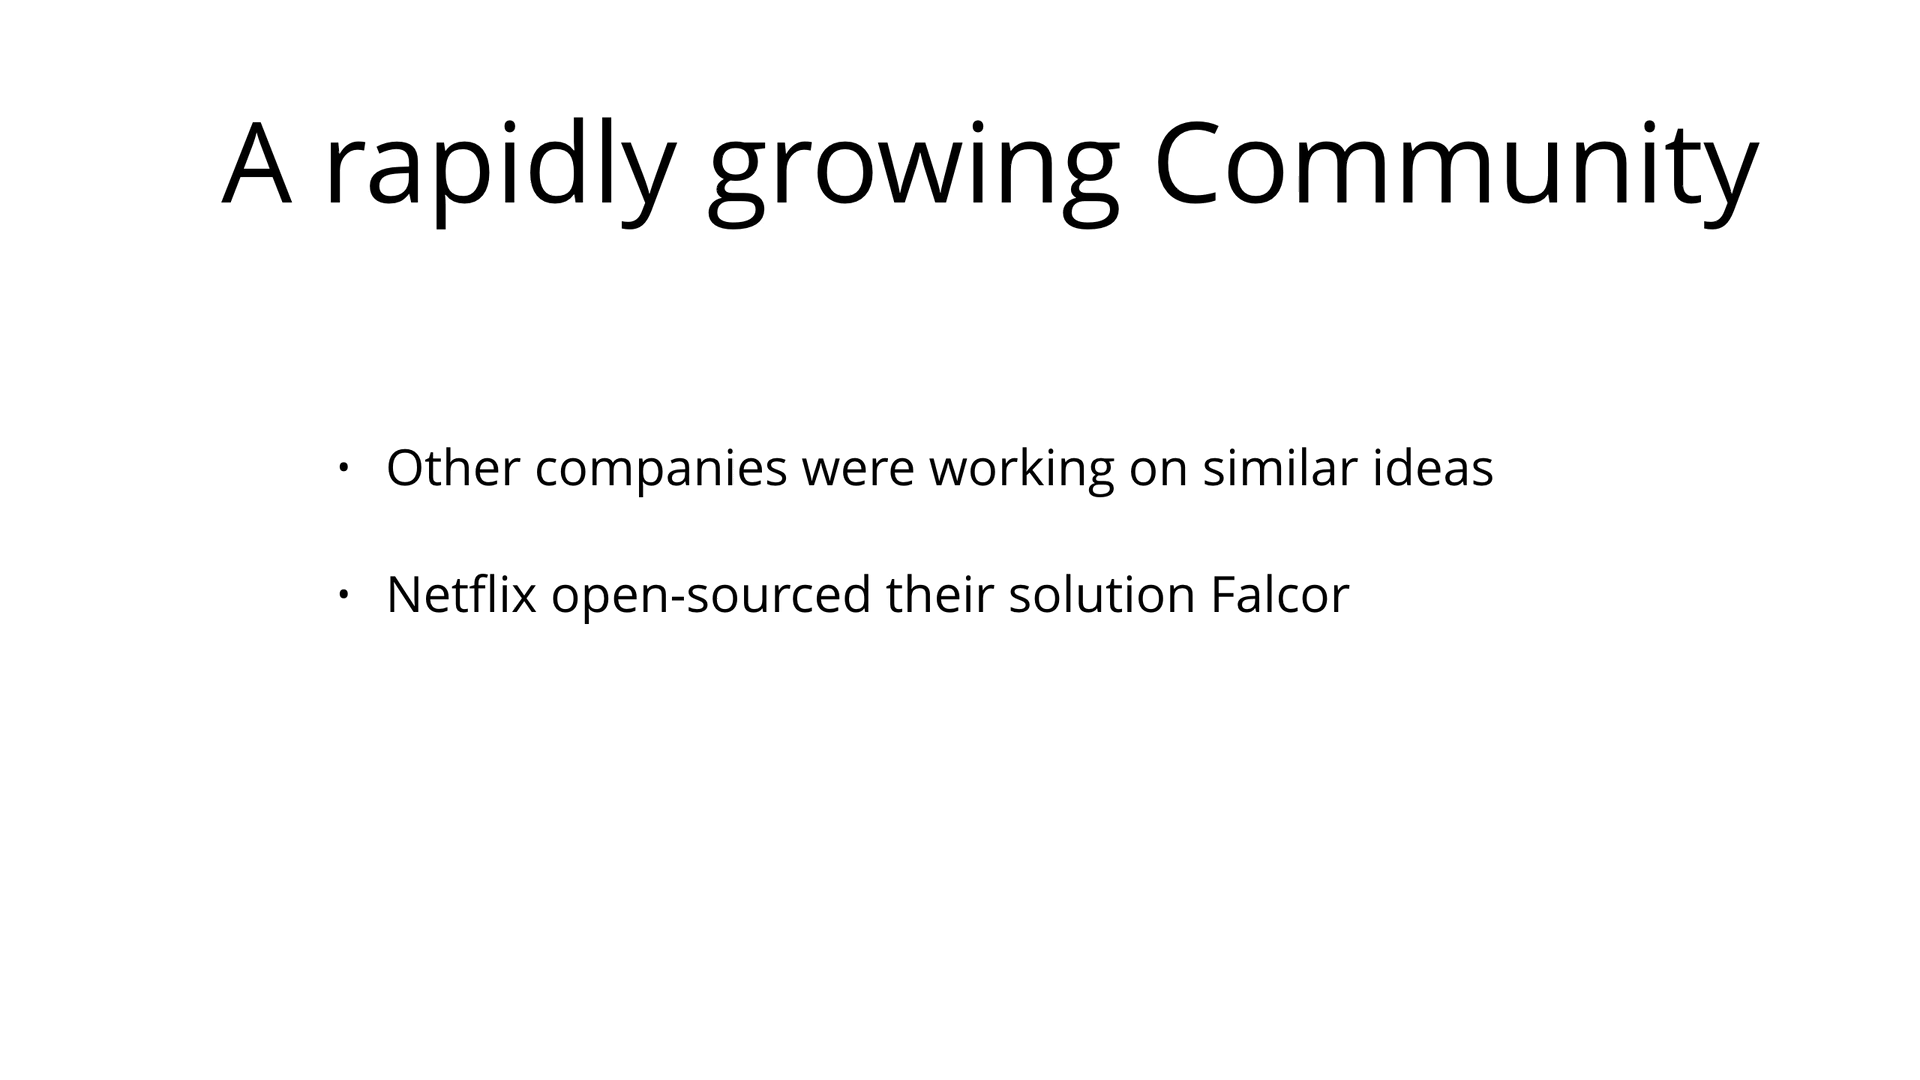 A rapidly growing Community
• Other companies were working on similar ideas
• Netflix open-sourced their solution Falcor